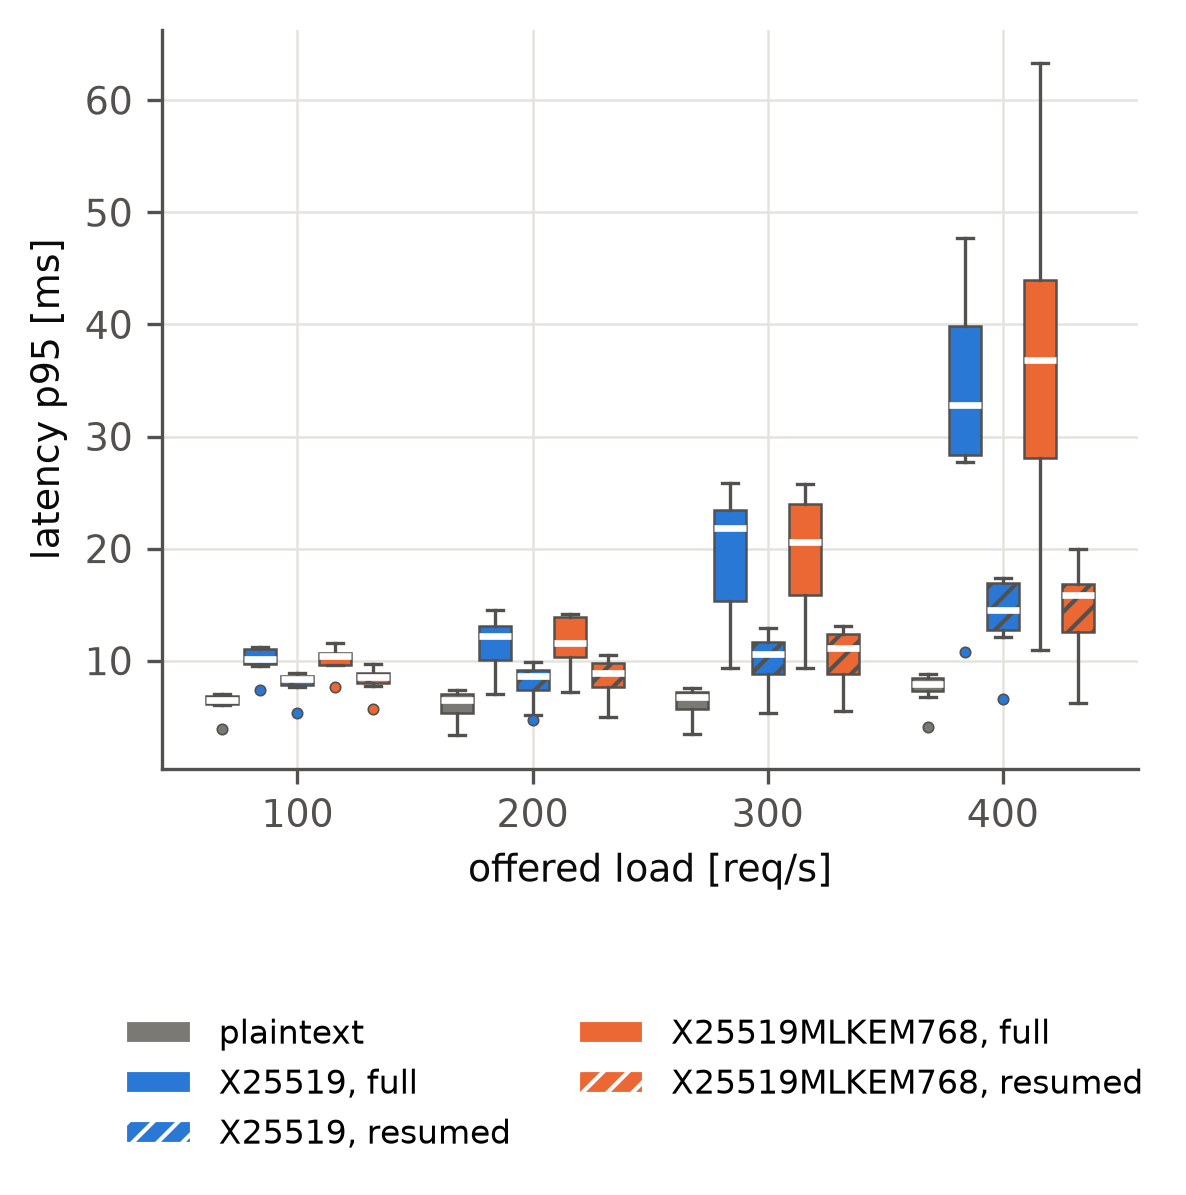 60
50
40
30
20
10
latency p95 [ms]
100 200 300 400
offered load [req/s]
plaintext
X25519, full
X25519, resumed
X25519MLKEM768, full
X25519MLKEM768, resumed